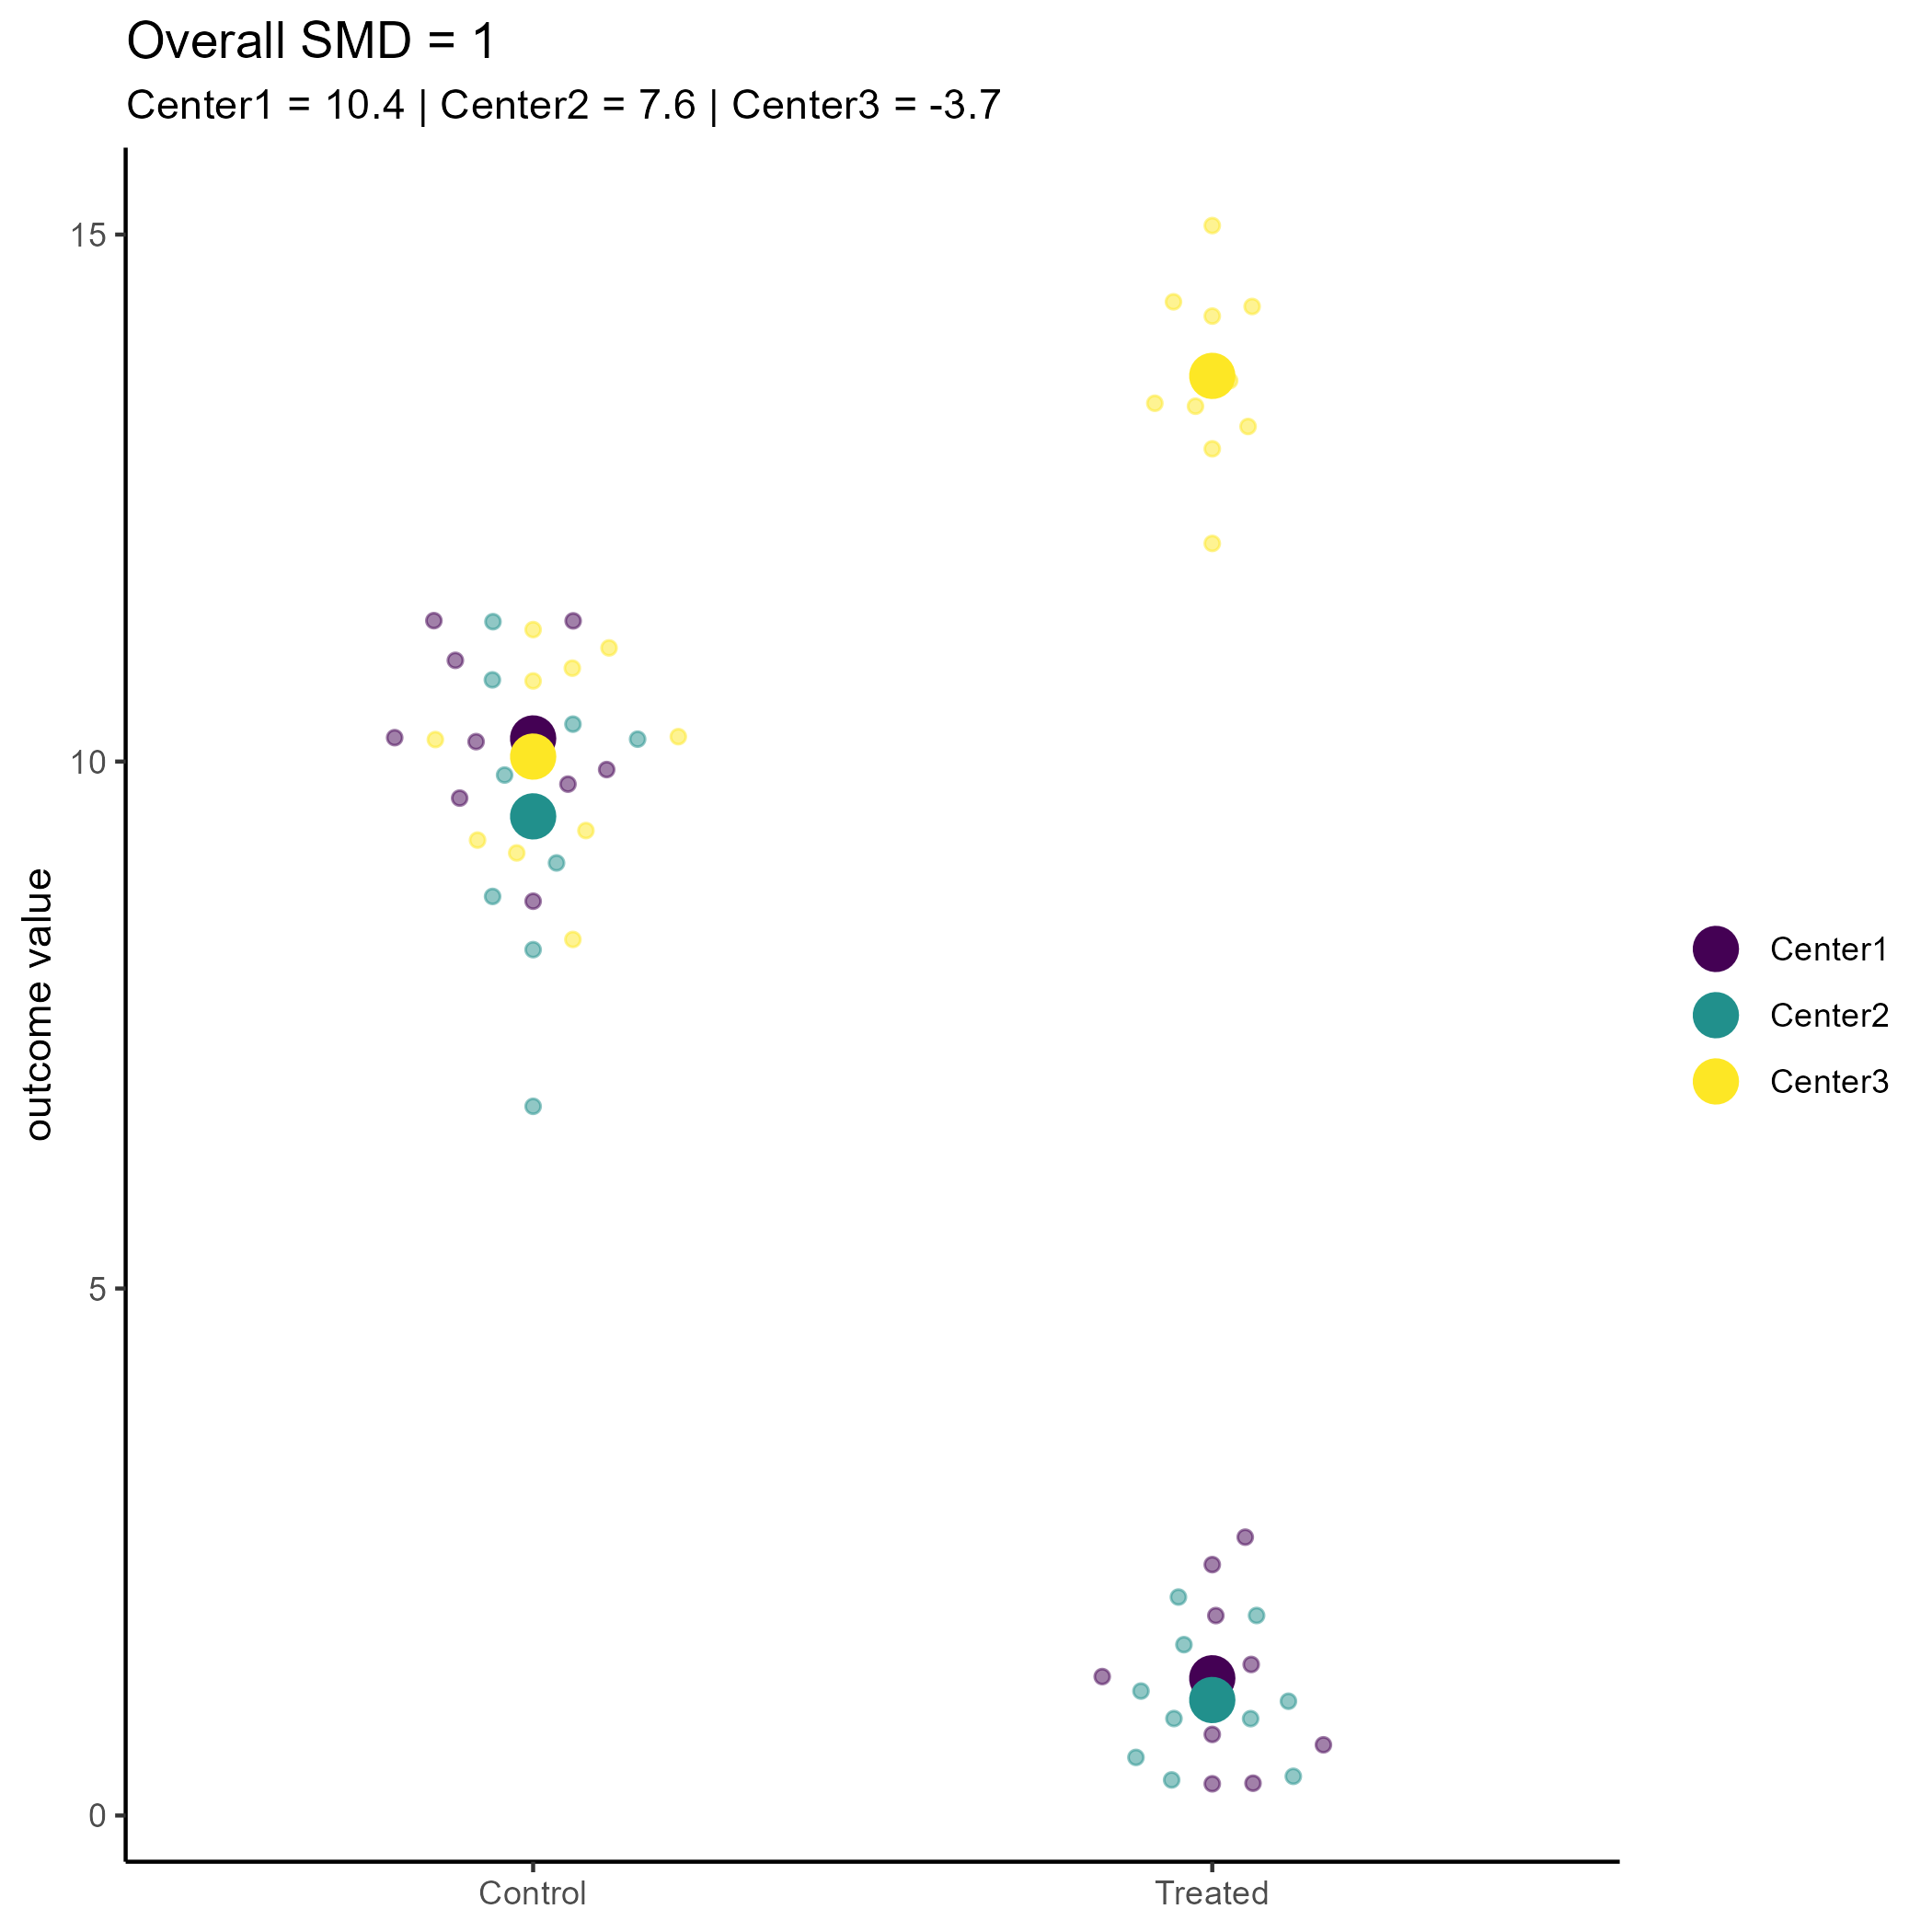 Overall SMD = 1
Center1 = 10.4 | Center2 = 7.6 | Center3 = -3.7
15
10
5
0
outcome value
Control
Treated
Center1
Center2
Center3